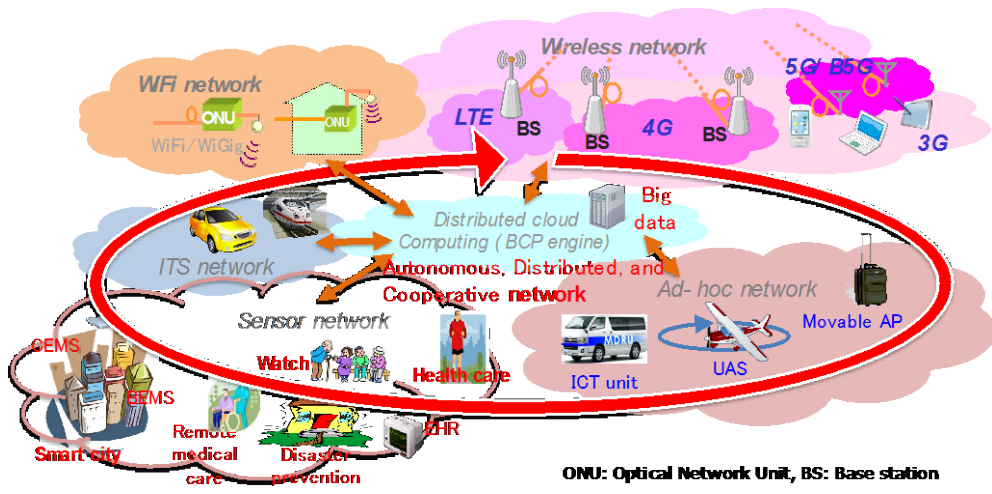 Wireless network
WFi network
5G/ B5G
ONU
ONU
WiFi/WiGig
LTE
BS
BS
4G
BS
3G
Distributed cloud
Computing ( BCP engine)
Big
data
ITS network
Autonomous, Distributed, and
Cooperative network
Ad- hoc network
Sensor network
Movable AP
CEMS
Watch
Health care
MDRU
ICT unit
UAS
BEMS
Smart city
Remote
medical
care
Disaster
prevention
EHR
ONU: Optical Network Unit, BS: Base station